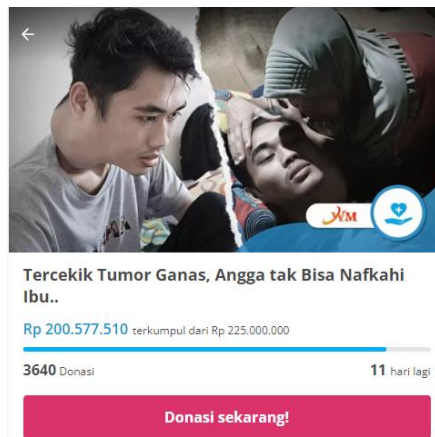 YVM
Tercekik Tumor Ganas, Angga tak Bisa Nafkahi
Ibu..
Rp 200.577.510 terkumpul dari Rp 225.000.000
3640 Donasi
11 hari lagi
Donasi sekarang!